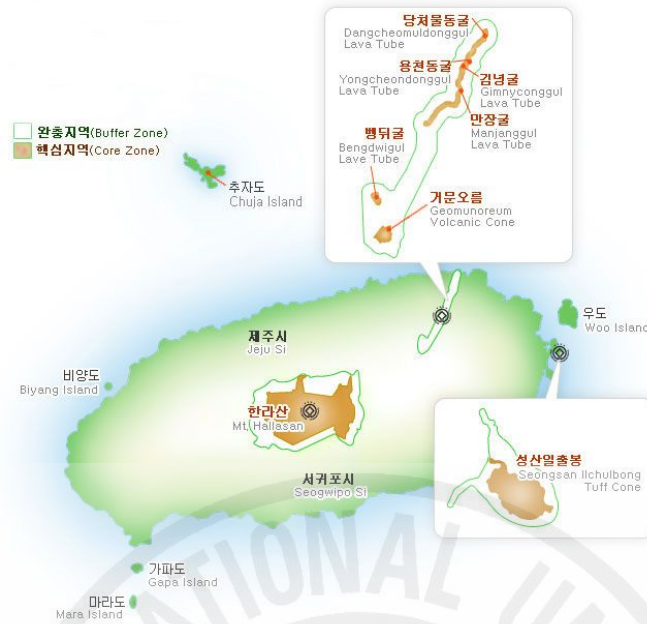 당처물동굴
Dangcheomuldonggul
Lava Tube
용천동굴
Yongcheondonggul
Lava Tube
김녕굴
Gimnyconggul
Lava Tube
만장굴
Manjanggul
Lava Tube
벵뒤굴
Bengdwigul
Lave Tube
거문오름
Geomunoreum
Volcanic Cone
완충지역(Buffer Zone)
핵심지역(Core Zone)
추자도
Chuja Island
우도
Woo Island
제주시
Jeju Si
비양도
Biyang Island
한라산
Mt. Hallasan
성산일출봉
Seongsan Ilchulbong
Tuff Cone
서귀포시
Seogwipo Si
가파도
Gapa Island
마라도
Mara Island
NATIONAL